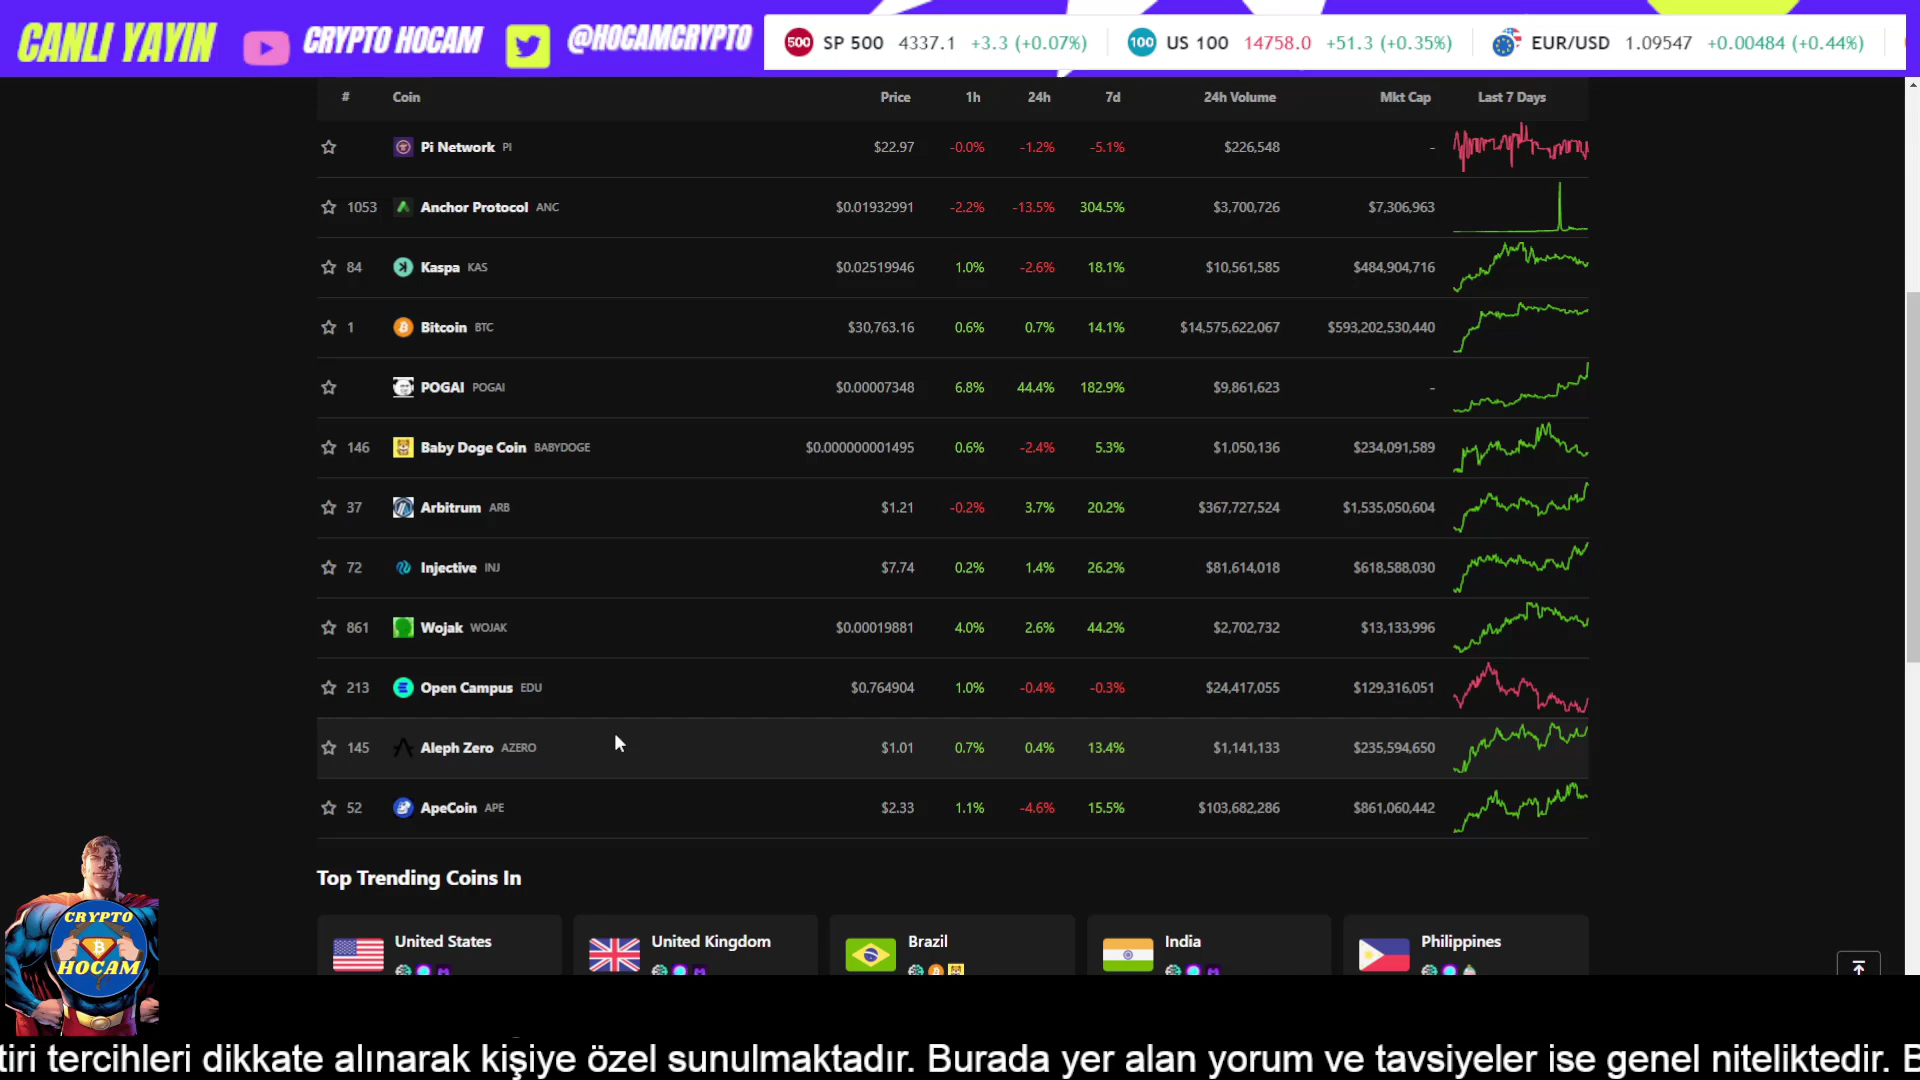 CANLI YAYIN CRYPTO HOCAM @HOCAMCRYPTO 500 SP 500 4337.1 +3.3 (+0.07%) 100 US 100 14758.0 +51.3 (+0.35%) EUR/USD 1.09547 +0.00484 (+0.44%)
# Coin Price 1h 24h 7d 24h Volume Mkt Cap Last 7 Days
Pi Network PI $22.97 -0.0% -1.2% -5.1% $226,548 -
1053 Anchor Protocol ANC $0.01932991 -2.2% -13.5% 304.5% $3,700,726 $7,306,963
84 Kaspa KAS $0.02519946 1.0% -2.6% 18.1% $10,561,585 $484,904,716
1 Bitcoin BTC $30,763.16 0.6% 0.7% 14.1% $14,575,622,067 $593,202,530,440
POGAI POGAI $0.00007348 6.8% 44.4% 182.9% $9,861,623 -
146 Baby Doge Coin BABYDOGE $0.000000001495 0.6% -2.4% 5.3% $1,050,136 $234,091,589
37 Arbitrum ARB $1.21 -0.2% 3.7% 20.2% $367,727,524 $1,535,050,604
72 Injective INJ $7.74 0.2% 1.4% 26.2% $81,614,018 $618,588,030
861 Wojak WOJAK $0.00019881 4.0% 2.6% 44.2% $2,702,732 $13,133,996
213 Open Campus EDU $0.764904 1.0% -0.4% -0.3% $24,417,055 $129,316,051
145 Aleph Zero AZERO $1.01 0.7% 0.4% 13.4% $1,141,133 $235,594,650
52 ApeCoin APE $2.33 1.1% -4.6% 15.5% $103,682,286 $861,060,442
Top Trending Coins In
United States United Kingdom Brazil India Philippines
CRYPTO
HOCAM
tiri tercihleri dikkate alınarak kişiye özel sunulmaktadır. Burada yer alan yorum ve tavsiyeler ise genel niteliktedir. B